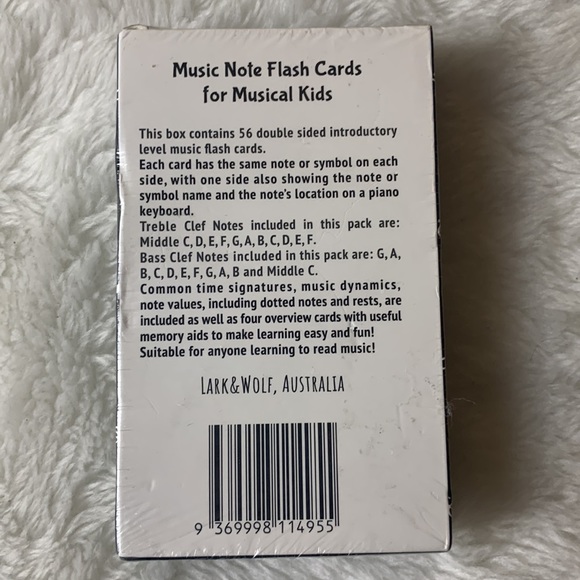 Music Note Flash Cards
for Musical Kids
This box contains 56 double sided introductory
level music flash cards.
Each card has the same note or symbol on each
side, with one side also showing the note or
symbol name and the note's location on a piano
keyboard.
Treble Clef Notes included in this pack are:
Middle C, D, E, F, G, A, B, C, D, E, F.
Bass Clef Notes included in this pack are: G, A,
B, C, D, E, F, G, A, B and Middle C.
Common time signatures, music dynamics,
note values, including dotted notes and rests, are
included as well as four overview cards with useful
memory aids to make learning easy and fun!
Suitable for anyone learning to read music!
LARK&WOLF, AUSTRALIA
9 369998 114955